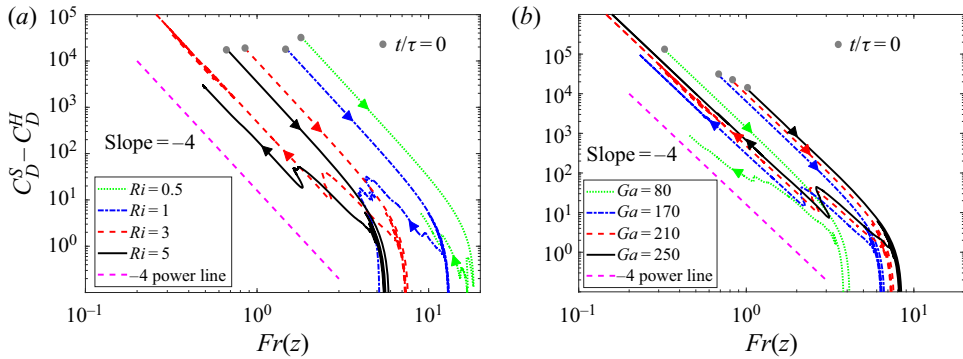 (a)
10^5
10^4
10^3
10^2
10^1
10^0
C_D^S – C_D^H
t/τ = 0
Slope = –4
Ri = 0.5
Ri = 1
Ri = 3
Ri = 5
–4 power line
10^–1
10^0
10^1
Fr(z)
(b)
10^5
10^4
10^3
10^2
10^1
10^0
t/τ = 0
Slope = –4
Ga = 80
Ga = 170
Ga = 210
Ga = 250
–4 power line
10^–1
10^0
10^1
Fr(z)